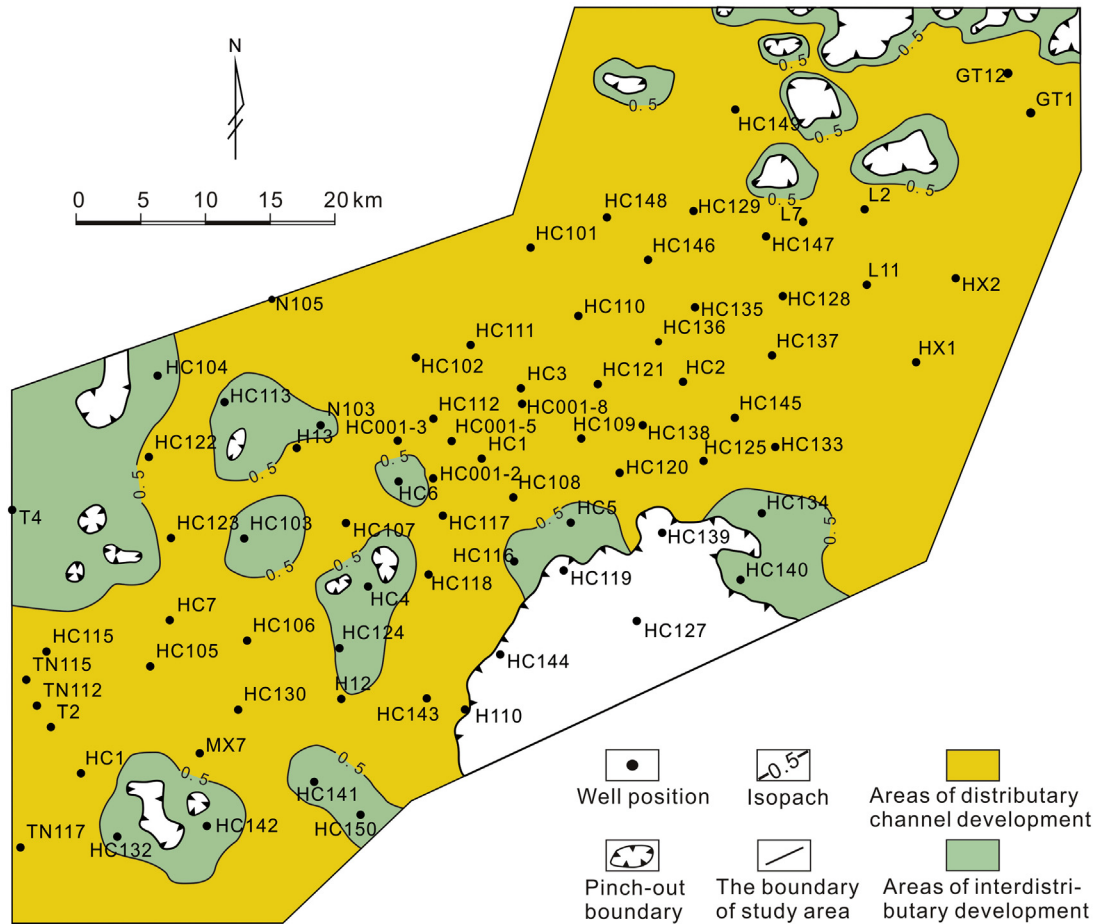 0.5
0.5
N
0.5
GT12
GT1
0.5
HC149
0.5
0.5
0 5 10 15 20 km
0.5
L2
HC148
HC129
L7
HC101
HC147
HC146
L11
HX2
N105
HC128
HC110
HC135
HC136
HC111
HC137
HC102
HX1
HC104
HC3
HC121
HC2
HC113
HC001-8
N103
HC112
HC145
HC001-3
HC001-5
HC109
HC138
H13
HC1
HC125
HC133
HC122
0.5
HC120
0.5
0.5
HC001-2
HC6
HC108
T4
HC123
HC103
HC107
HC117
HC5
HC134
0.5
0.5
HC139
0.5
0.5
HC116
HC118
HC119
HC140
HC4
HC7
HC106
HC124
HC127
HC115
HC105
HC144
TN115
TN112
H12
HC130
HC143
H110
T2
MX7
HC1
0.5
0.5
HC141
HC150
HC142
TN117
HC132
-0.5-
Well position
Isopach
Areas of distributary
channel development
Pinch-out
boundary
The boundary
of study area
Areas of interdistri-
butary development